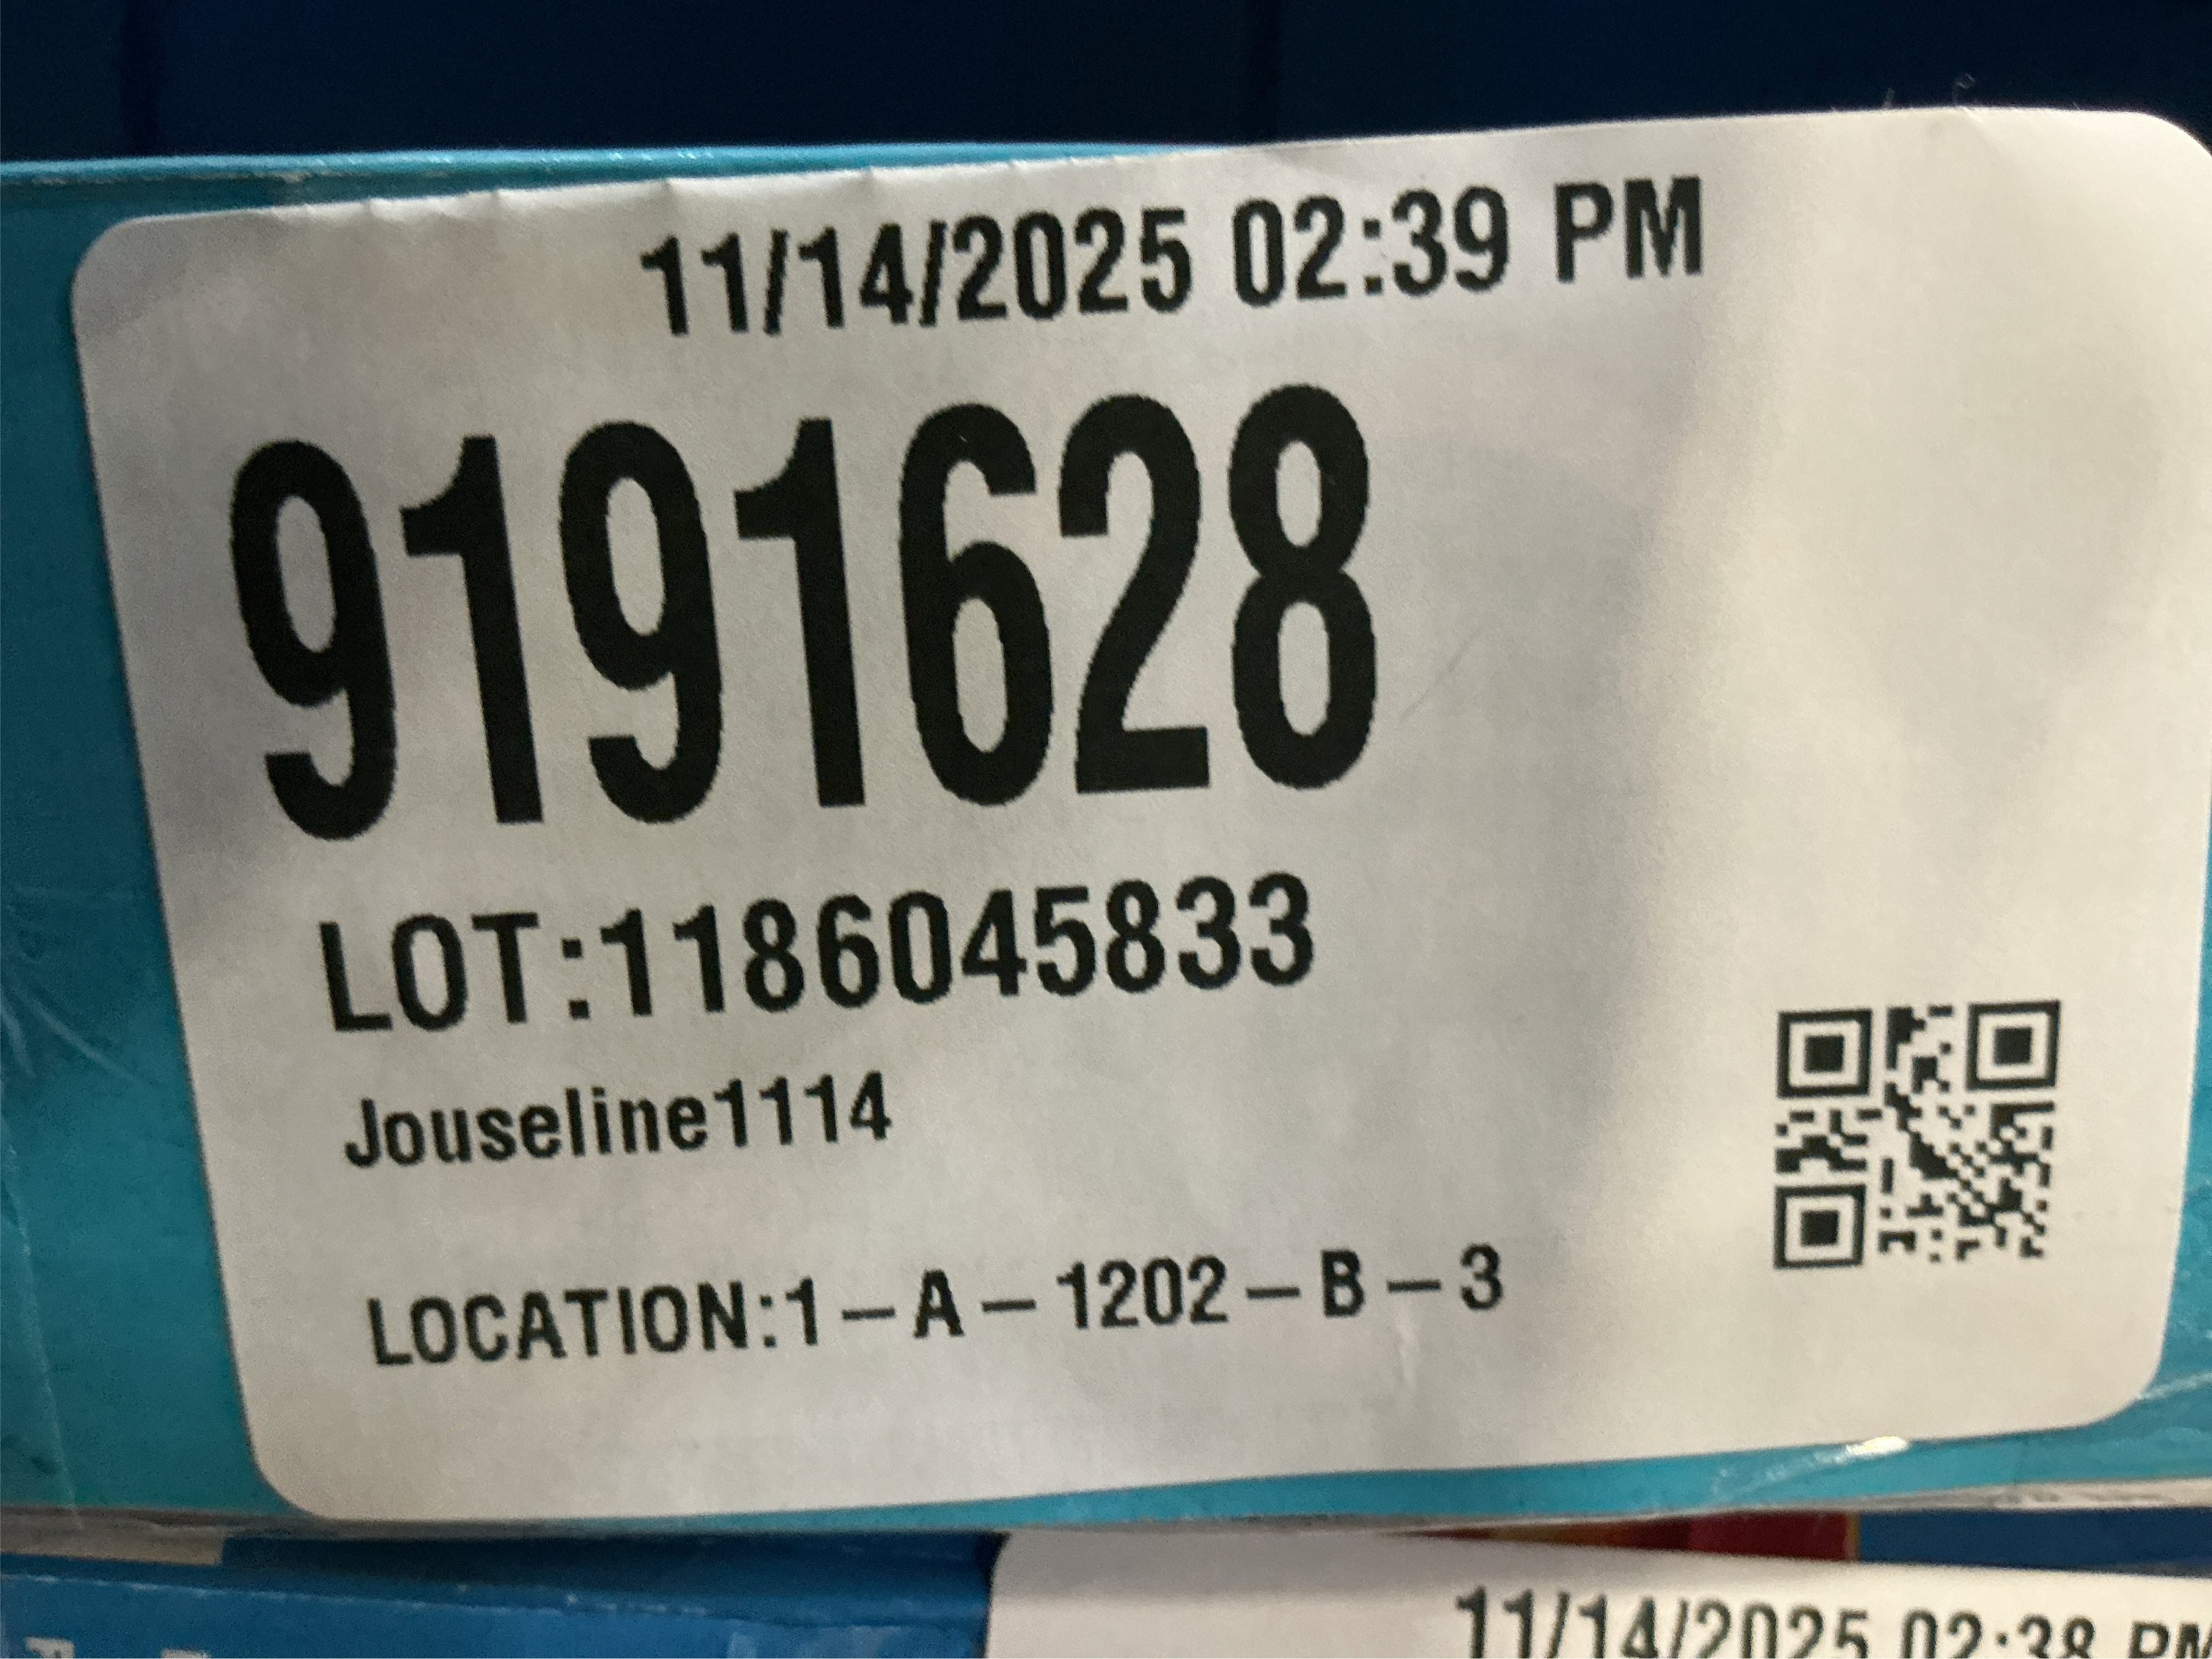 11/14/2025 02:39 PM
9191628
LOT:1186045833
Jouseline1114
LOCATION:1-A-1202-B-3
11/14/2025 02:38 PM